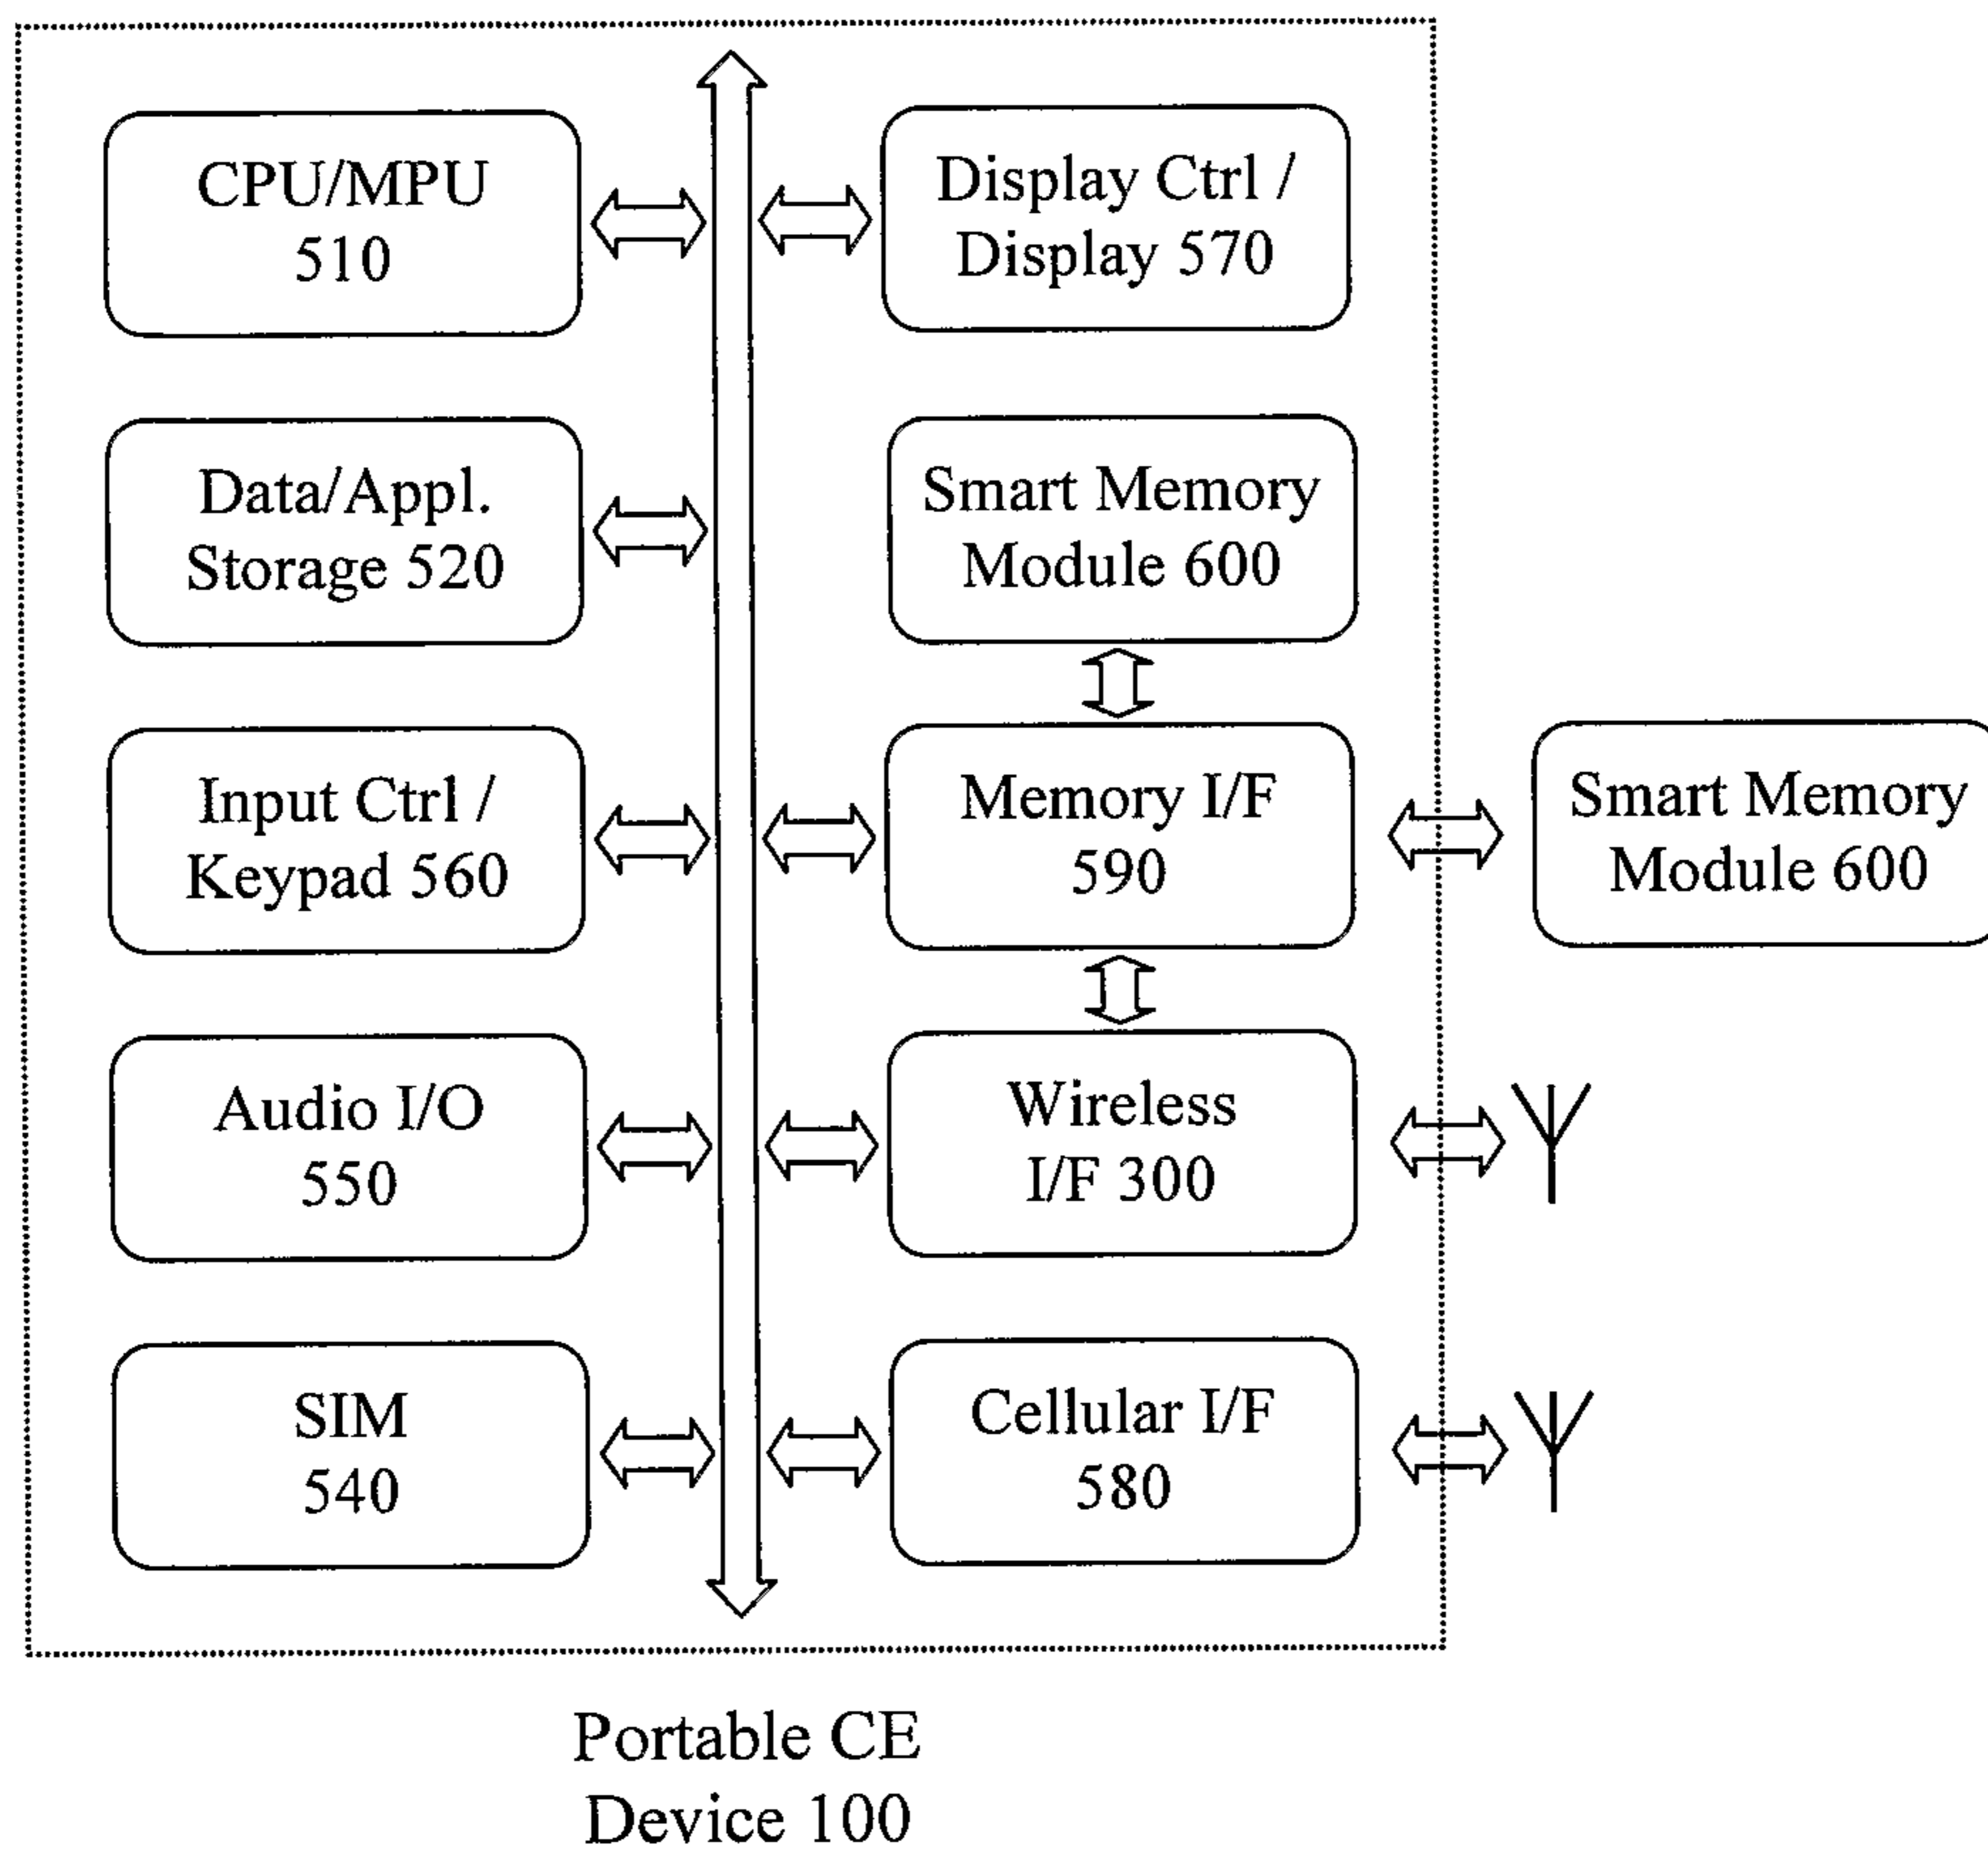 CPU/MPU
510
Display Ctrl /
Display 570
Data/Appl.
Storage 520
Smart Memory
Module 600
Input Ctrl /
Keypad 560
Memory I/F
590
Smart Memory
Module 600
Audio I/O
550
Wireless
I/F 300
SIM
540
Cellular I/F
580
Portable CE
Device 100